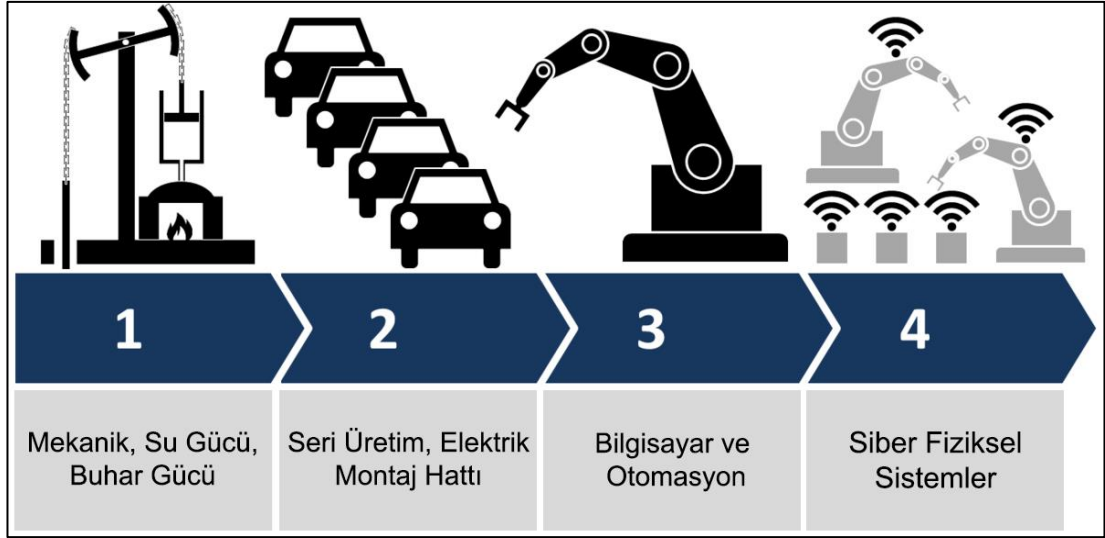 1
2
3
4
Mekanik, Su Gücü,
Buhar Gücü
Seri Üretim, Elektrik
Montaj Hattı
Bilgisayar ve
Otomasyon
Siber Fiziksel
Sistemler